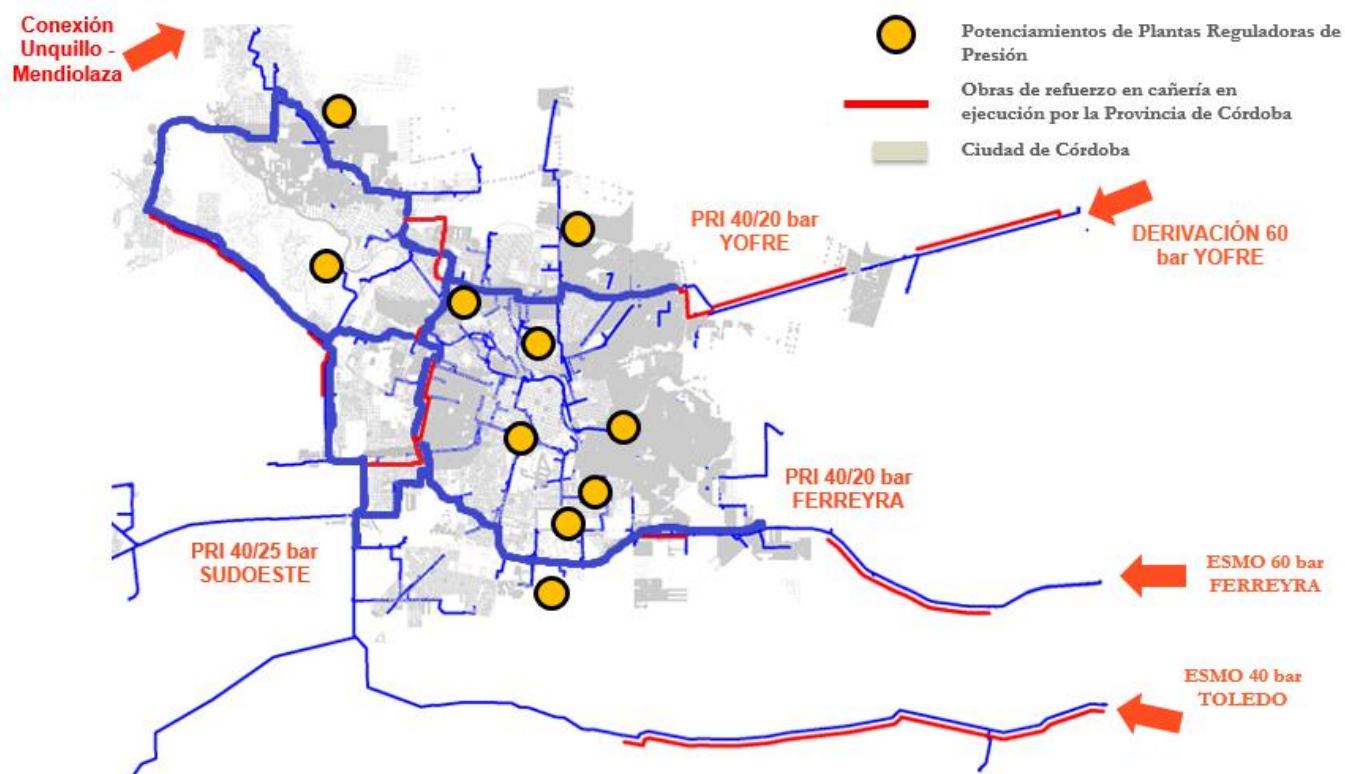 Conexión
Unquillo -
Mendiolaza
Potenciamientos de Plantas Reguladoras de
Presión
Obras de refuerzo en cañería en
ejecución por la Provincia de Córdoba
Ciudad de Córdoba
PRI 40/20 bar
YOFRE
DERIVACIÓN 60
bar YOFRE
PRI 40/20 bar
FERREYRA
PRI 40/25 bar
SUDOESTE
ESMO 60 bar
FERREYRA
ESMO 40 bar
TOLEDO